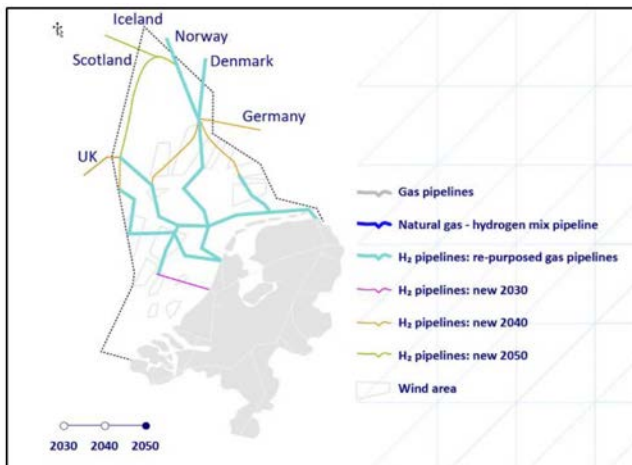 Iceland
Norway
Scotland
Denmark
Germany
UK
Gas pipelines
Natural gas - hydrogen mix pipeline
H₂ pipelines: re-purposed gas pipelines
H₂ pipelines: new 2030
H₂ pipelines: new 2040
H₂ pipelines: new 2050
Wind area
2030 2040 2050